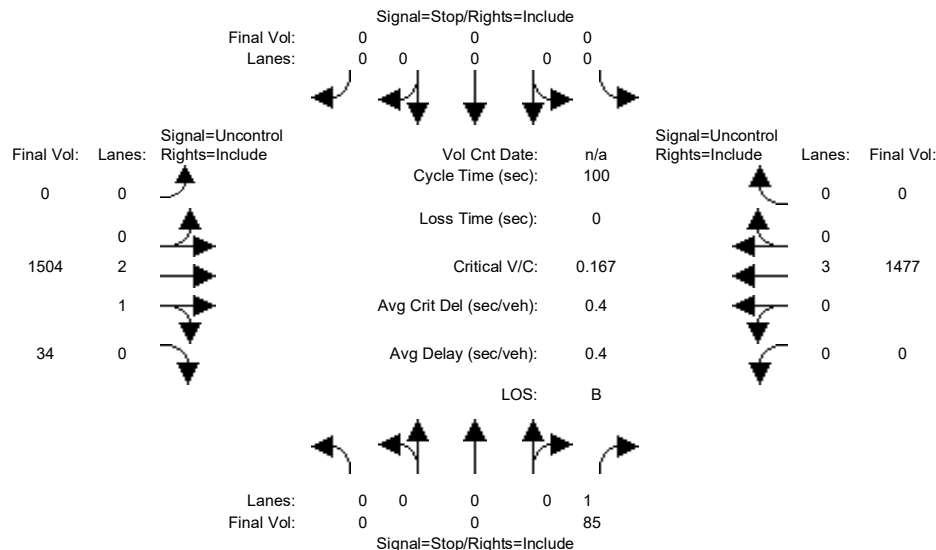 Signal=Stop/Rights=Include
Final Vol: 0 0 0
Lanes: 0 0 0 0 0
Signal=Uncontrol Signal=Uncontrol
Final Vol: Lanes: Rights=Include Vol Cnt Date: n/a Rights=Include Lanes: Final Vol:
Cycle Time (sec): 100
0 0 0 0
Loss Time (sec): 0
0 0
1504 2 Critical V/C: 0.167 3 1477
1 Avg Crit Del (sec/veh): 0.4 0
34 0 Avg Delay (sec/veh): 0.4 0 0
LOS: B
Lanes: 0 0 0 0 1
Final Vol: 0 0 85
Signal=Stop/Rights=Include